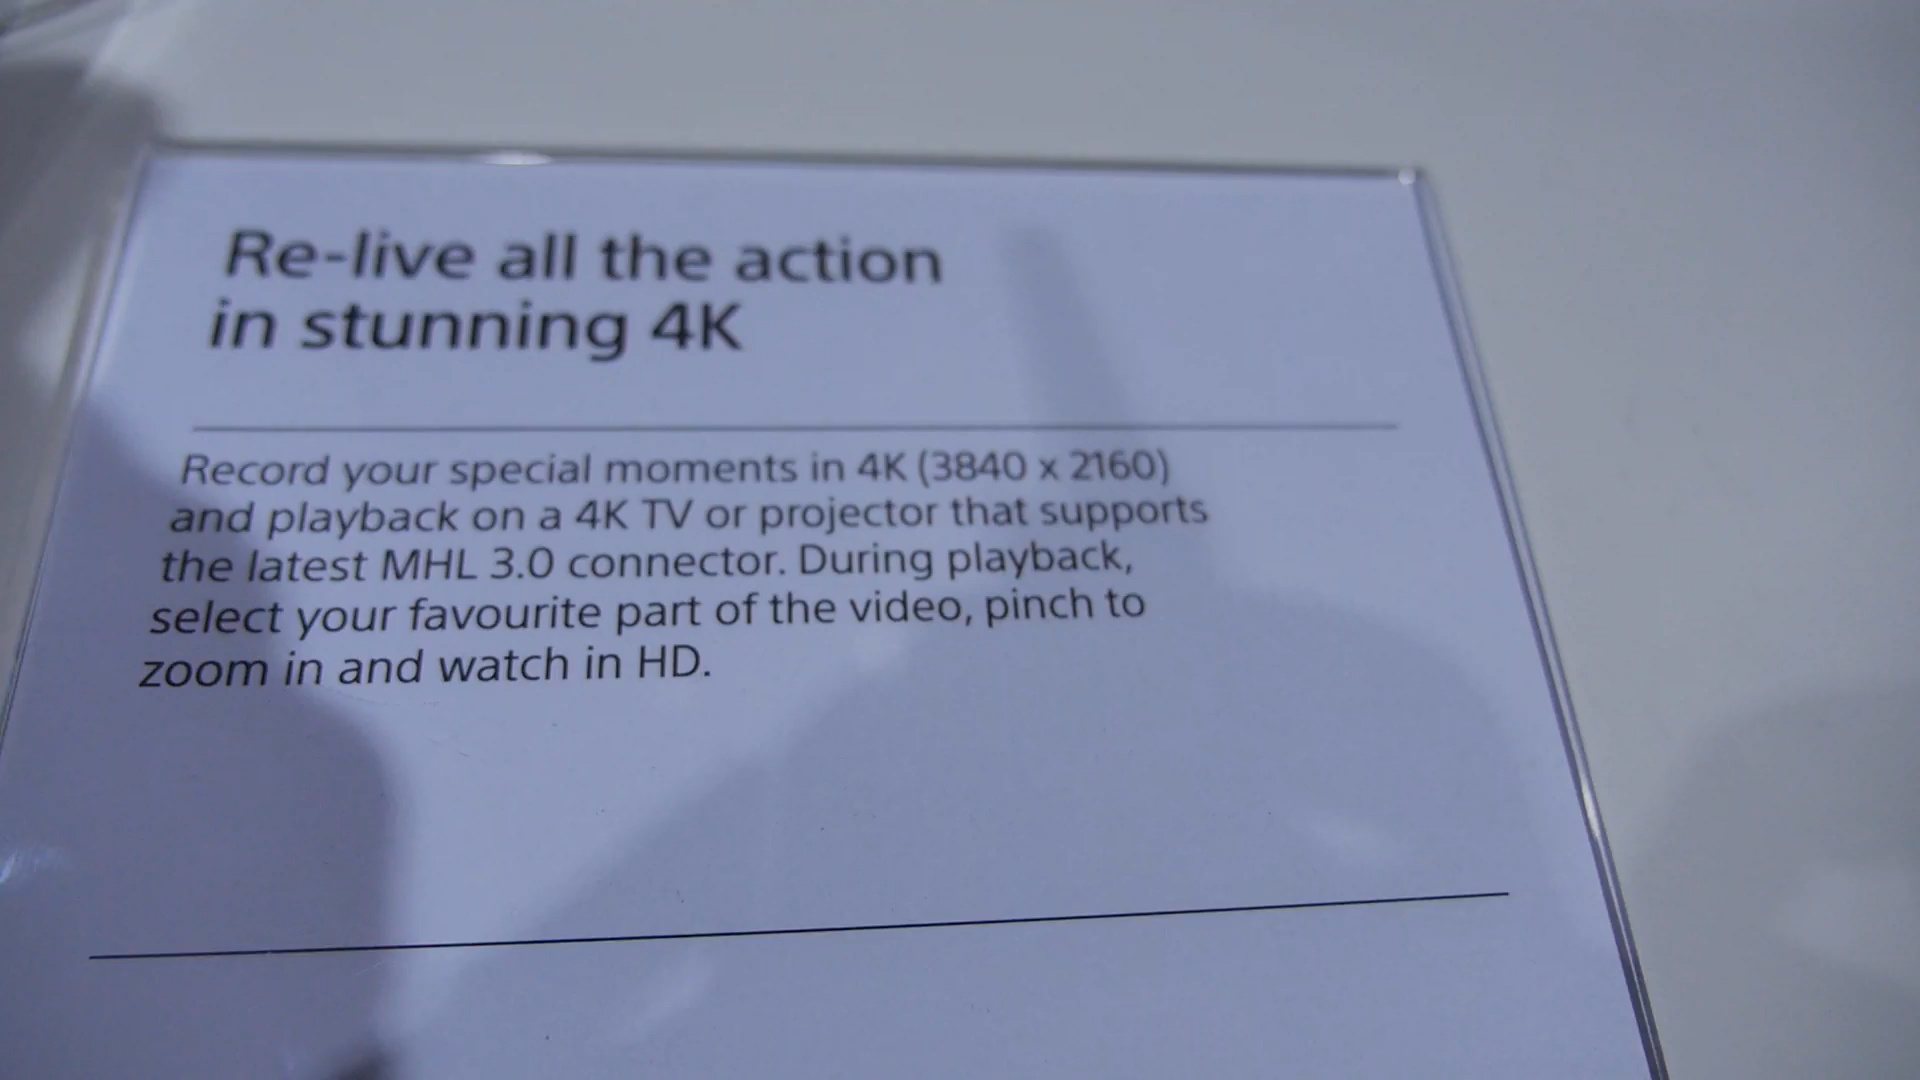 Re-live all the action
in stunning 4K
Record your special moments in 4K (3840 x 2160)
and playback on a 4K TV or projector that supports
the latest MHL 3.0 connector. During playback,
select your favourite part of the video, pinch to
zoom in and watch in HD.